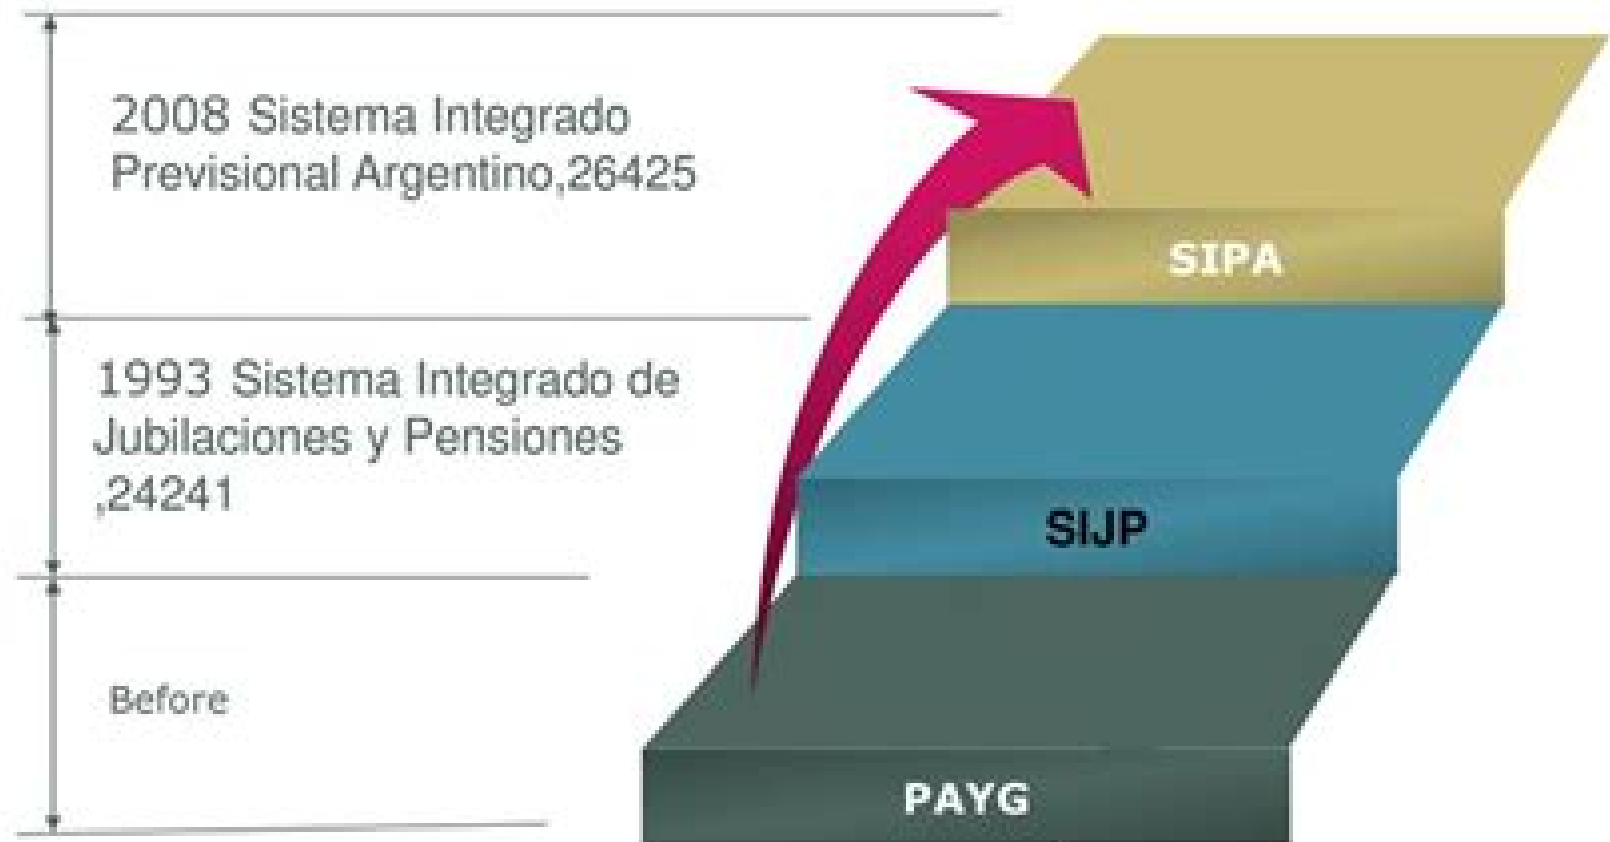 2008 Sistema Integrado
Previsional Argentino,26425
SIPA
1993 Sistema Integrado de
Jubilaciones y Pensiones
,24241
SIJP
Before
PAYG